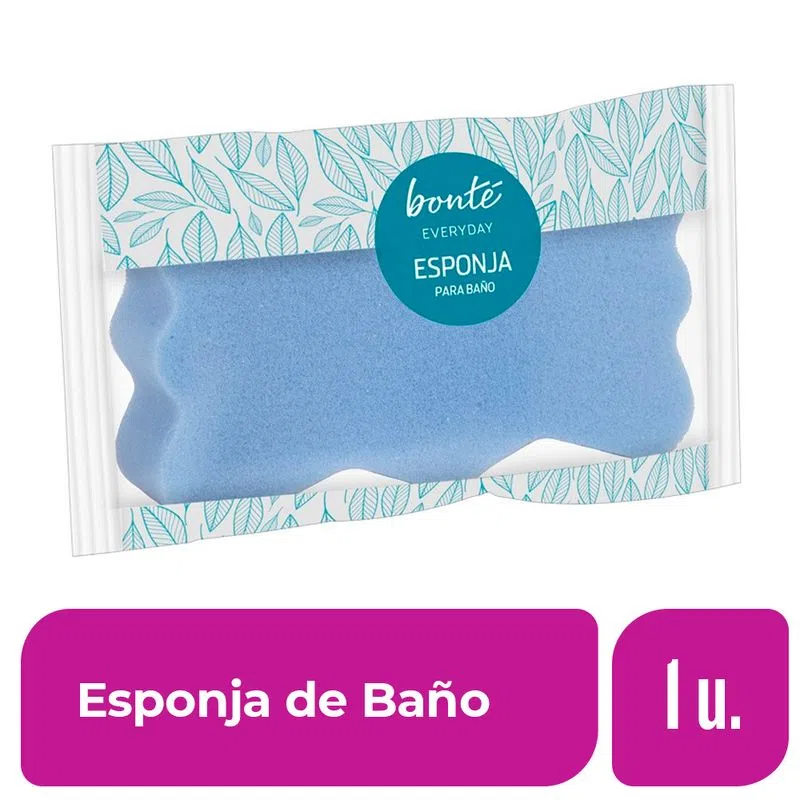 bonté
EVERYDAY
ESPONJA
PARA BAÑO
Esponja de Baño
1 u.